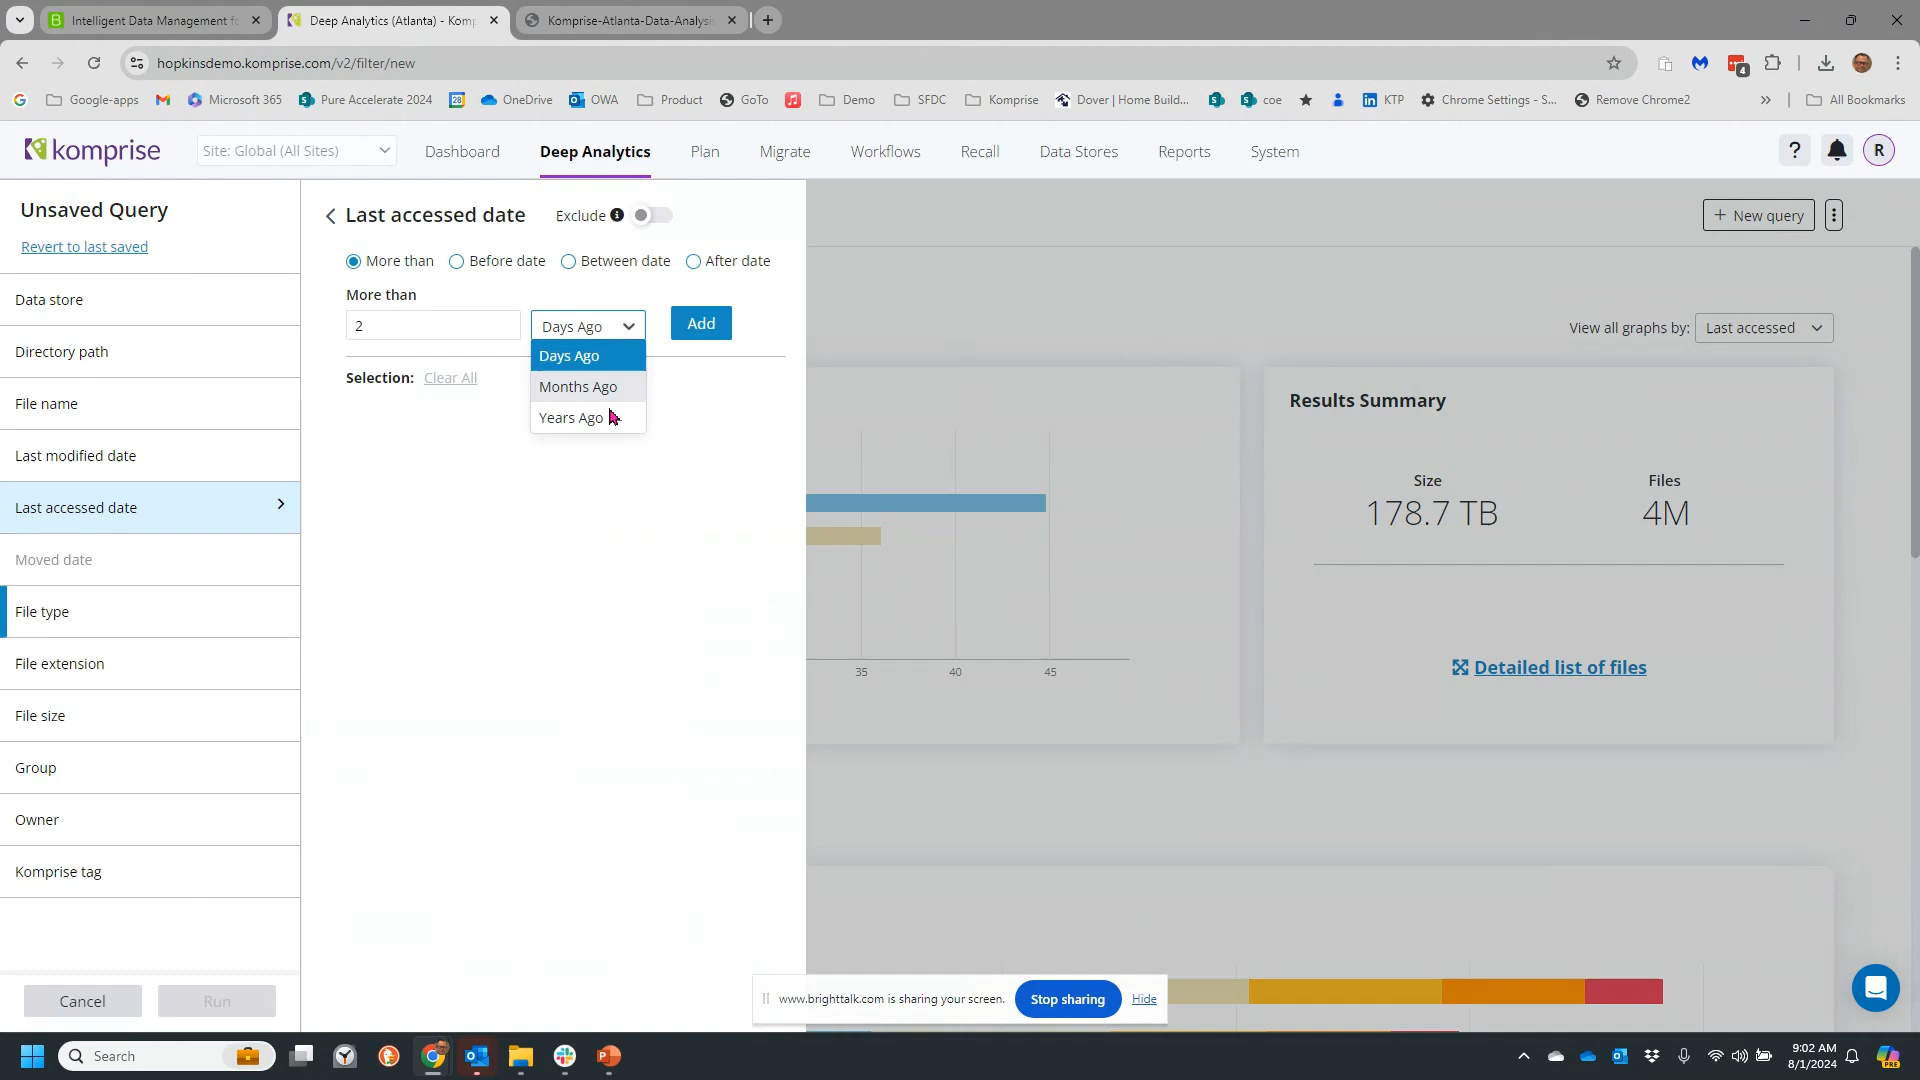 Intelligent Data Management fo
Deep Analytics (Atlanta) - Komp
Komprise-Atlanta-Data-Analysis
hopkinsdemo.komprise.com/v2/filter/new
4
Google-apps
Microsoft 365
Pure Accelerate 2024
28
OneDrive
OWA
Product
GoTo
Demo
SFDC
Komprise
Dover | Home Build...
coe
KTP
Chrome Settings - S...
Remove Chrome2
All Bookmarks
komprise
Site: Global (All Sites)
Dashboard
Deep Analytics
Plan
Migrate
Workflows
Recall
Data Stores
Reports
System
?
R
Unsaved Query
Revert to last saved
Data store
Directory path
File name
Last modified date
Last accessed date
Moved date
File type
File extension
File size
Group
Owner
Komprise tag
Cancel
Run
Last accessed date
Exclude
More than
Before date
Between date
After date
More than
2
Days Ago
Add
Days Ago
Months Ago
Years Ago
Selection: Clear All
+ New query
View all graphs by: Last accessed
35
40
45
Results Summary
Size
Files
178.7 TB
4M
Detailed list of files
www.brighttalk.com is sharing your screen.
Stop sharing
Hide
Search
9:02 AM
8/1/2024
PRE